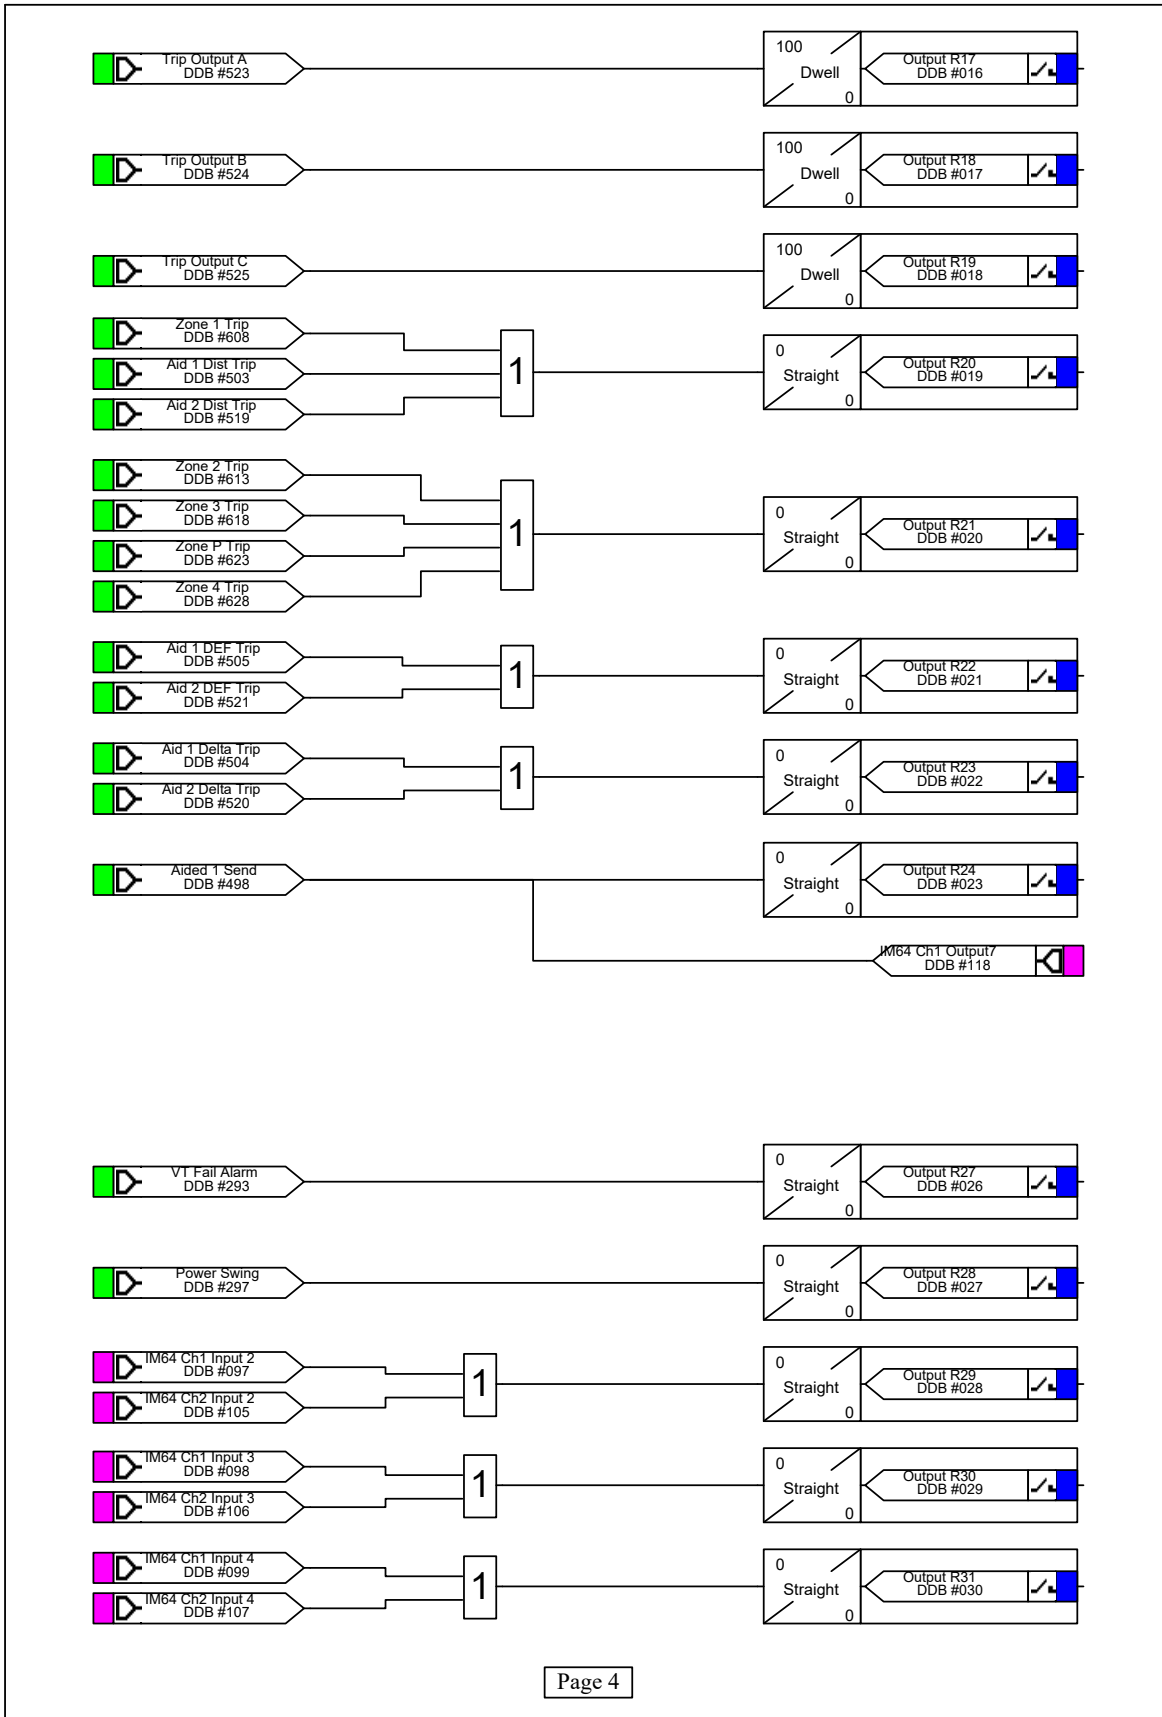 Trip Output A
DDB #523
100
Dwell
0
Output R17
DDB #016
Trip Output B
DDB #524
100
Dwell
0
Output R18
DDB #017
Trip Output C
DDB #525
100
Dwell
0
Output R19
DDB #018
Zone 1 Trip
DDB #608
Aid 1 Dist Trip
DDB #503
Aid 2 Dist Trip
DDB #519
1
0
Straight
0
Output R20
DDB #019
Zone 2 Trip
DDB #613
Zone 3 Trip
DDB #618
Zone P Trip
DDB #623
Zone 4 Trip
DDB #628
1
0
Straight
0
Output R21
DDB #020
Aid 1 DEF Trip
DDB #505
Aid 2 DEF Trip
DDB #521
1
0
Straight
0
Output R22
DDB #021
Aid 1 Delta Trip
DDB #504
Aid 2 Delta Trip
DDB #520
1
0
Straight
0
Output R23
DDB #022
Aided 1 Send
DDB #498
0
Straight
0
Output R24
DDB #023
IM64 Ch1 Output7
DDB #118
VT Fail Alarm
DDB #293
0
Straight
0
Output R27
DDB #026
Power Swing
DDB #297
0
Straight
0
Output R28
DDB #027
IM64 Ch1 Input 2
DDB #097
IM64 Ch2 Input 2
DDB #105
1
0
Straight
0
Output R29
DDB #028
IM64 Ch1 Input 3
DDB #098
IM64 Ch2 Input 3
DDB #106
1
0
Straight
0
Output R30
DDB #029
IM64 Ch1 Input 4
DDB #099
IM64 Ch2 Input 4
DDB #107
1
0
Straight
0
Output R31
DDB #030
Page 4